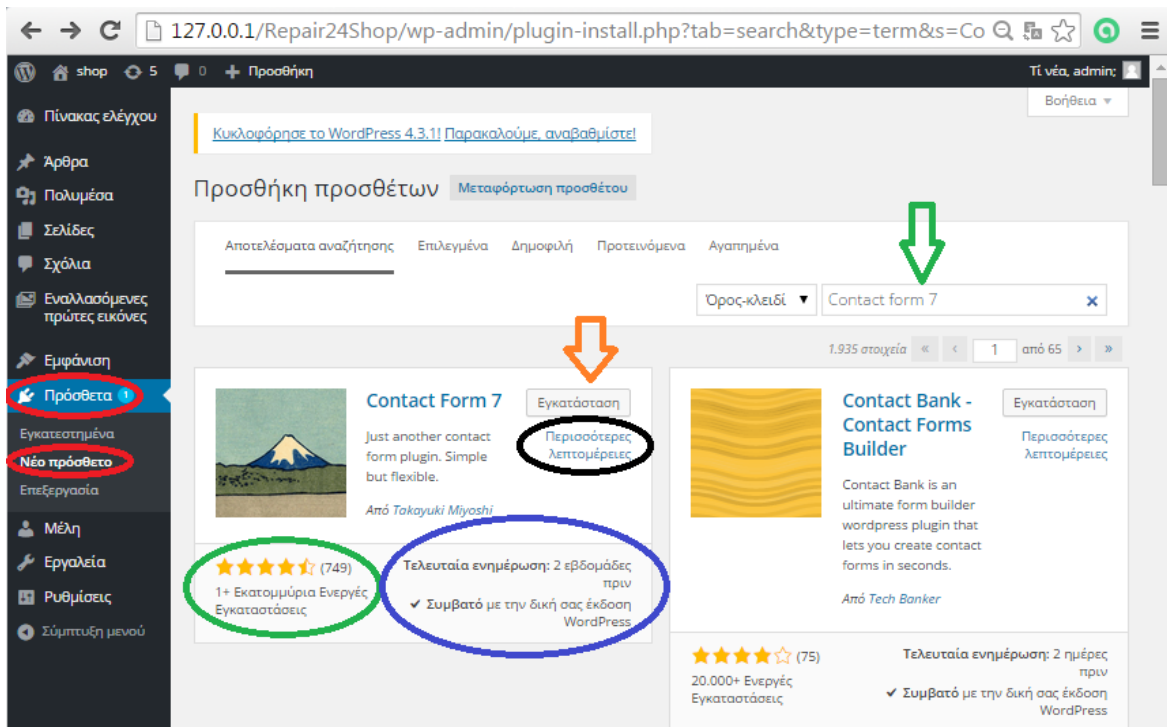 127.0.0.1/Repair24Shop/wp-admin/plugin-install.php?tab=search&type=term&s=Co
shop 5 0 + Προσθήκη
Τί νέα, admin;
Βοήθεια
Πίνακας ελέγχου
Άρθρα
Πολυμέσα
Σελίδες
Σχόλια
Εναλλασόμενες
πρώτες εικόνες
Εμφάνιση
Πρόσθετα 1
Εγκατεστημένα
Νέο πρόσθετο
Επεξεργασία
Μέλη
Εργαλεία
Ρυθμίσεις
Σύμπτυξη μενού
Κυκλοφόρησε το WordPress 4.3.1! Παρακαλούμε, αναβαθμίστε!
Προσθήκη προσθέτων Μεταφόρτωση προσθέτου
Αποτελέσματα αναζήτησης Επιλεγμένα Δημοφιλή Προτεινόμενα Αγαπημένα
Όρος-κλειδί ▼ Contact form 7 ×
1.935 στοιχεία « ‹ 1 από 65 › »
Contact Form 7
Εγκατάσταση
Περισσότερες
λεπτομέρειες
Just another contact
form plugin. Simple
but flexible.
Από Takayuki Miyoshi
(749)
1+ Εκατομμύρια Ενεργές
Εγκαταστάσεις
Τελευταία ενημέρωση: 2 εβδομάδες
πριν
✔ Συμβατό με την δική σας έκδοση
WordPress
Contact Bank -
Contact Forms
Builder
Εγκατάσταση
Περισσότερες
λεπτομέρειες
Contact Bank is an
ultimate form builder
wordpress plugin that
lets you create contact
forms in seconds.
Από Tech Banker
(75)
20.000+ Ενεργές
Εγκαταστάσεις
Τελευταία ενημέρωση: 2 ημέρες
πριν
✔ Συμβατό με την δική σας έκδοση
WordPress